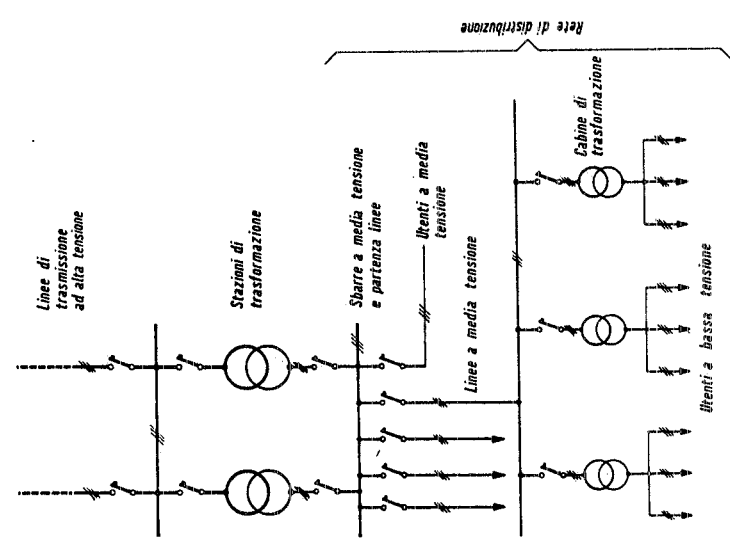 Rete di distribuzione
Linee di
trasmissione
ad alta tensione
Stazioni di
trasformazione
Sbarre a media tensione
e partenza linee
Utenti a media
tensione
Linee a media tensione
Cabine di
trasformazione
Utenti a bassa tensione